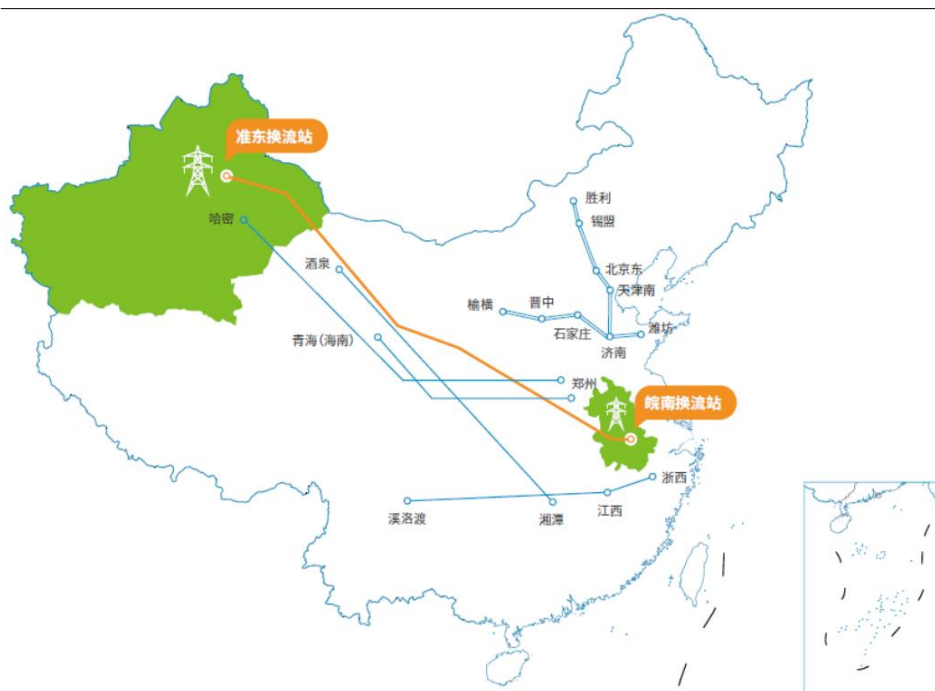 准东换流站
胜利
哈密
锡盟
酒泉
北京东
天津南
榆横
晋中
石家庄
潍坊
青海(海南)
济南
郑州
皖南换流站
浙西
溪洛渡
湘潭
江西